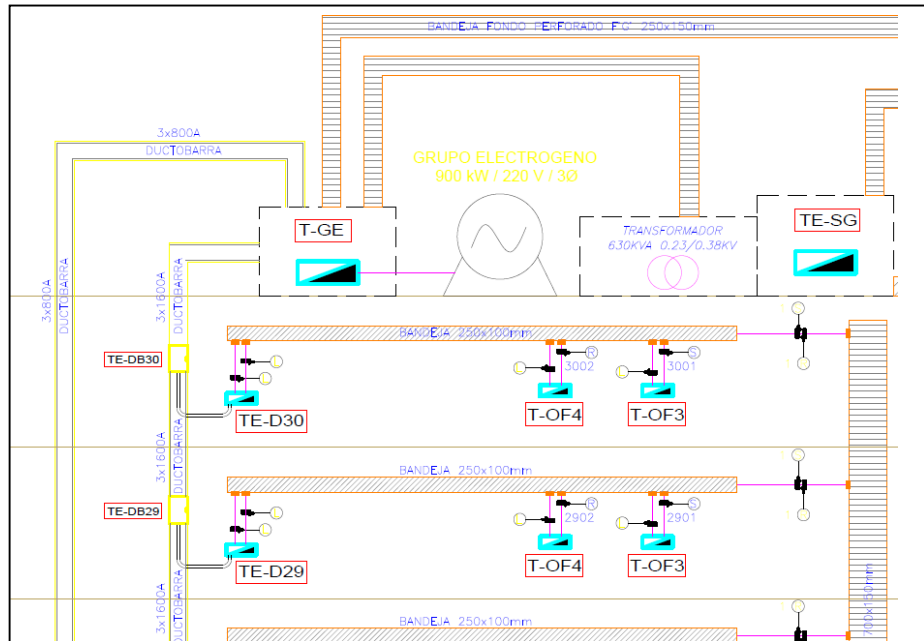 BANDEJA FONDO PERFORADO F°G° 250x150mm
3x800A
DUCTOBARRA
GRUPO ELECTROGENO
900 kW / 220 V / 3Ø
T-GE
TRANSFORMADOR
630KVA 0.23/0.38KV
TE-SG
3x800A
DUCTOBARRA
3x1600A
DUCTOBARRA
BANDEJA 250x100mm
TE-DB30
R
S
3002
3001
TE-D30
T-OF4
T-OF3
3x1600A
DUCTOBARRA
BANDEJA 250x100mm
TE-DB29
R
S
2902
2901
TE-D29
T-OF4
T-OF3
3x1600A
DUCTOBARRA
700x150mm
BANDEJA 250x100mm